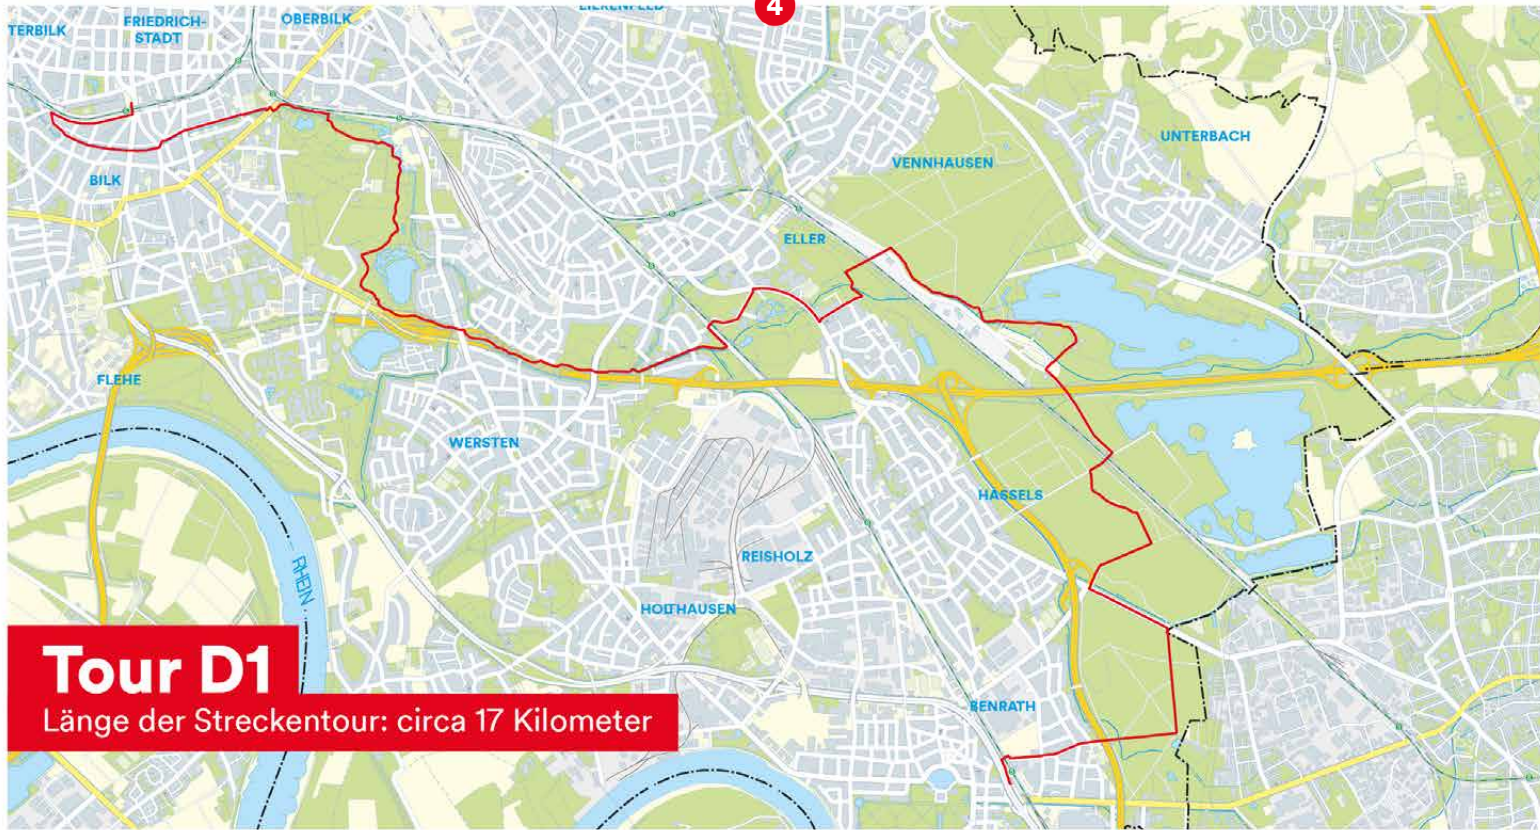 4
FRIEDRICH-
STADT
OBERBILK
TERBILK
UNTERBACH
VENNHAUSEN
BILK
ELLER
FLEHE
WERSTEN
HASSELS
REISHOLZ
RHEIN
HOLTHAUSEN
BENRATH
Tour D1
Länge der Streckentour: circa 17 Kilometer